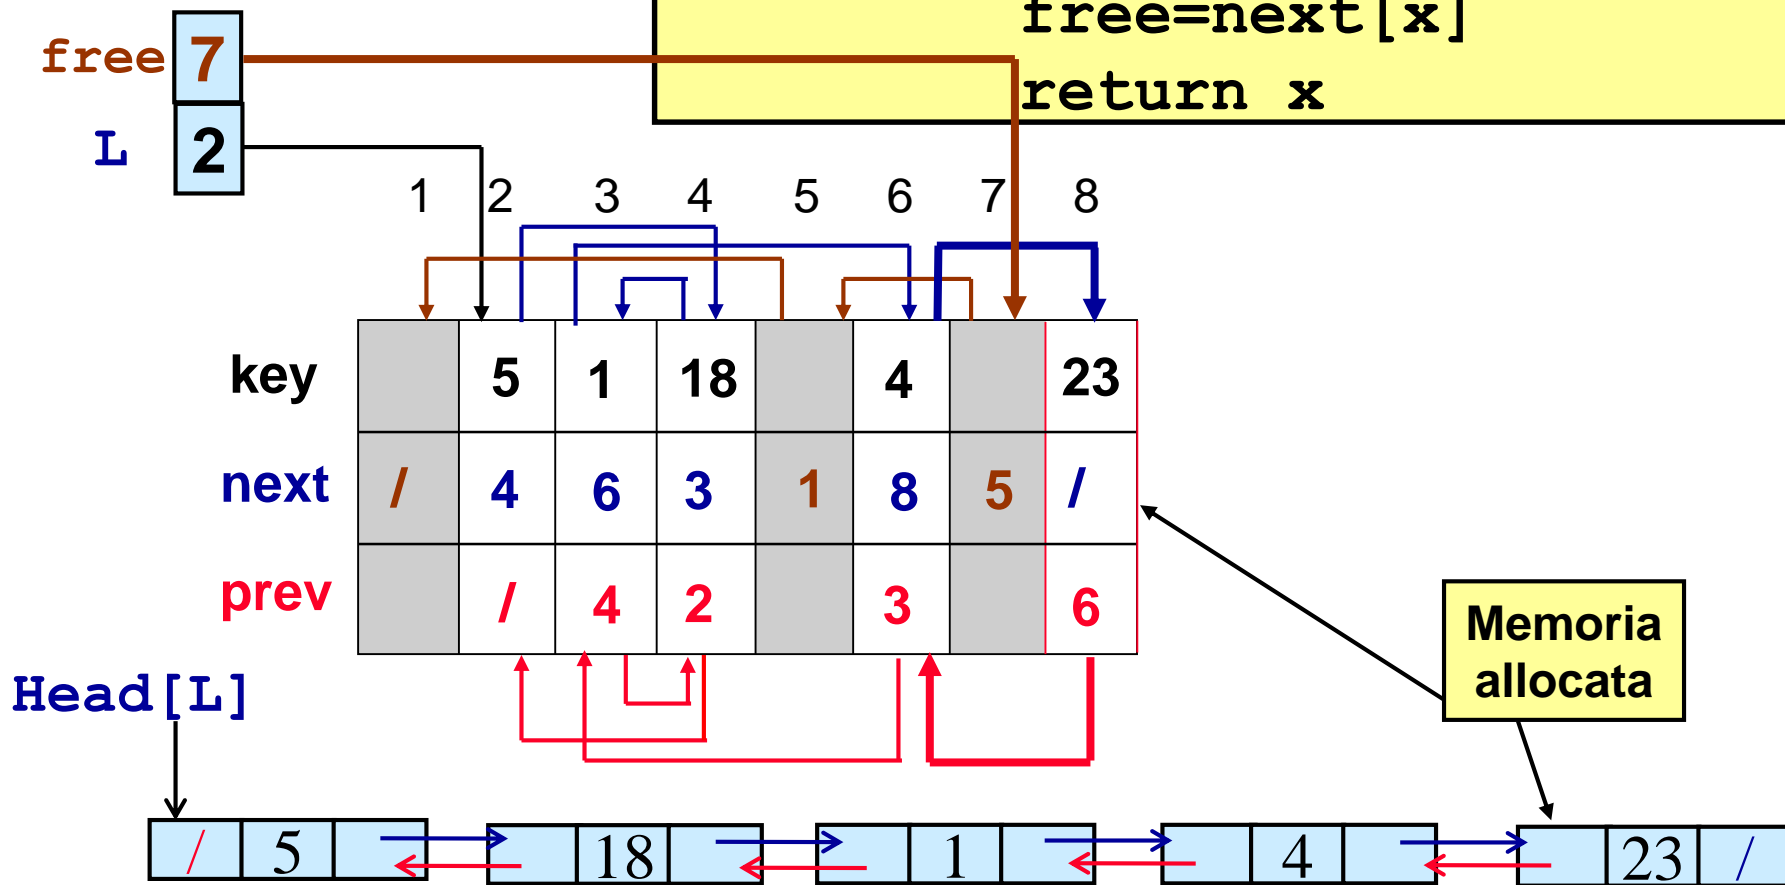 free=next[x]
return x
free 7
L 2
1 2 3 4 5 6 7 8
key 5 1 18 4 23
next / 4 6 3 1 8 5 /
prev / 4 2 3 6
Memoria
allocata
Head[L]
/ 5 18 1 4 23 /